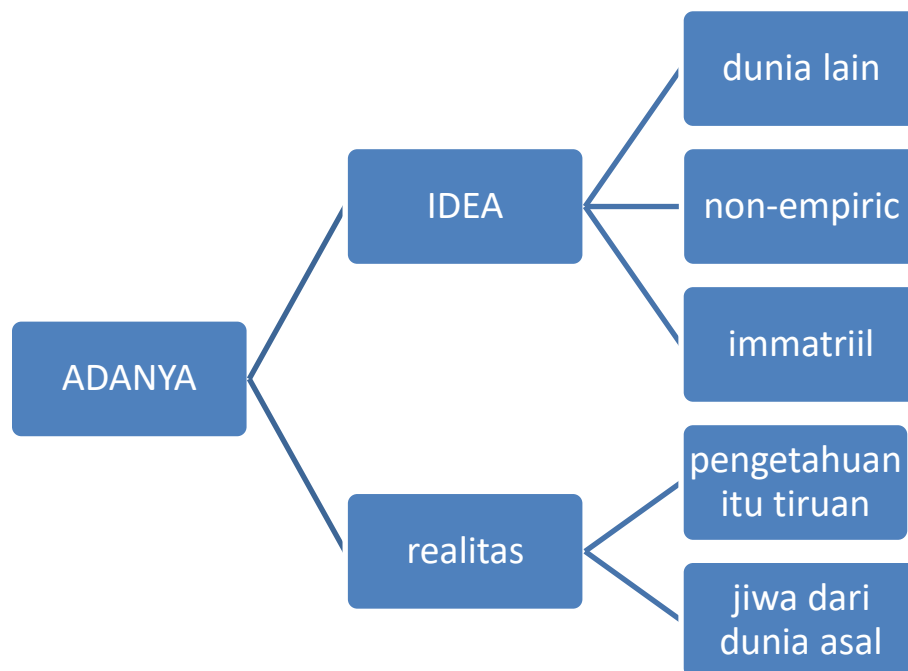 ADANYA
IDEA
dunia lain
non-empiric
immatriil
realitas
pengetahuan
itu tiruan
jiwa dari
dunia asal